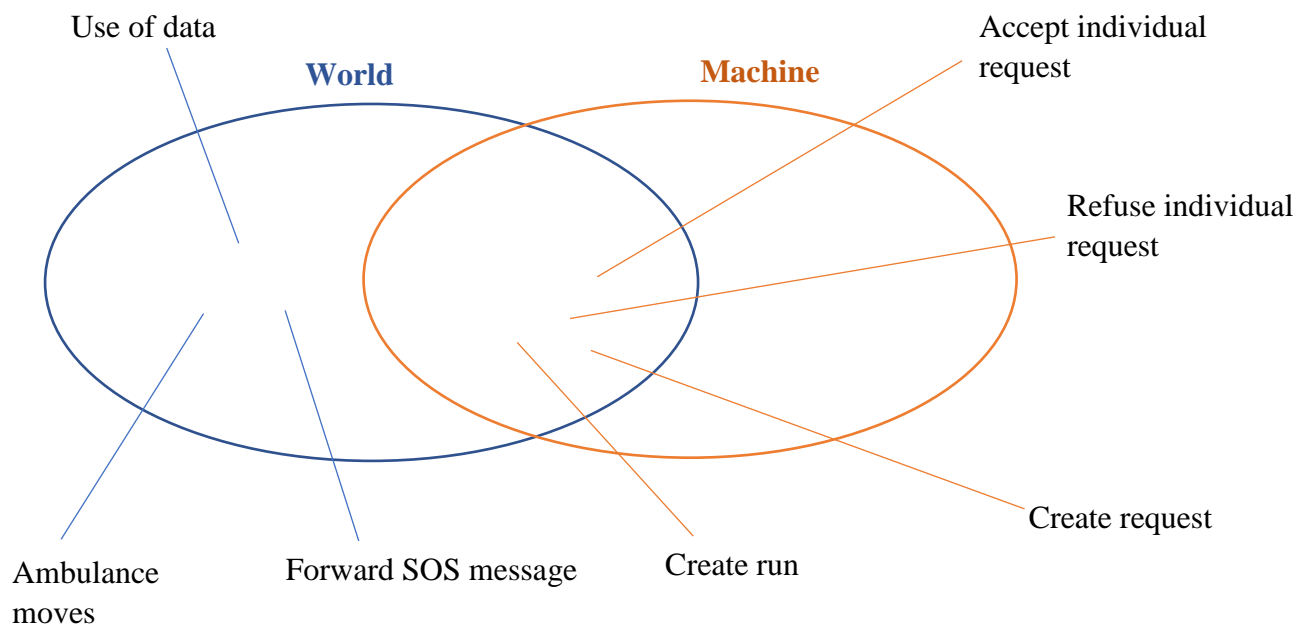 Use of data
World
Machine
Accept individual
request
Refuse individual
request
Create request
Create run
Forward SOS message
Ambulance
moves